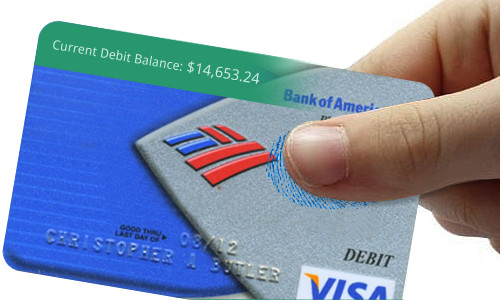 Current Debit Balance: $14,653.24
Bank of Ameri
GOOD THRU
LAST DAY OF
08/12
CHRISTOPHER A BUTLER
DEBIT
VISA